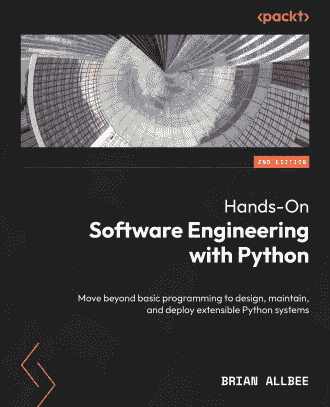 <packt>
2ND EDITION
Hands-On
Software Engineering
with Python
Move beyond basic programming to design, maintain,
and deploy extensible Python systems
BRIAN ALLBEE